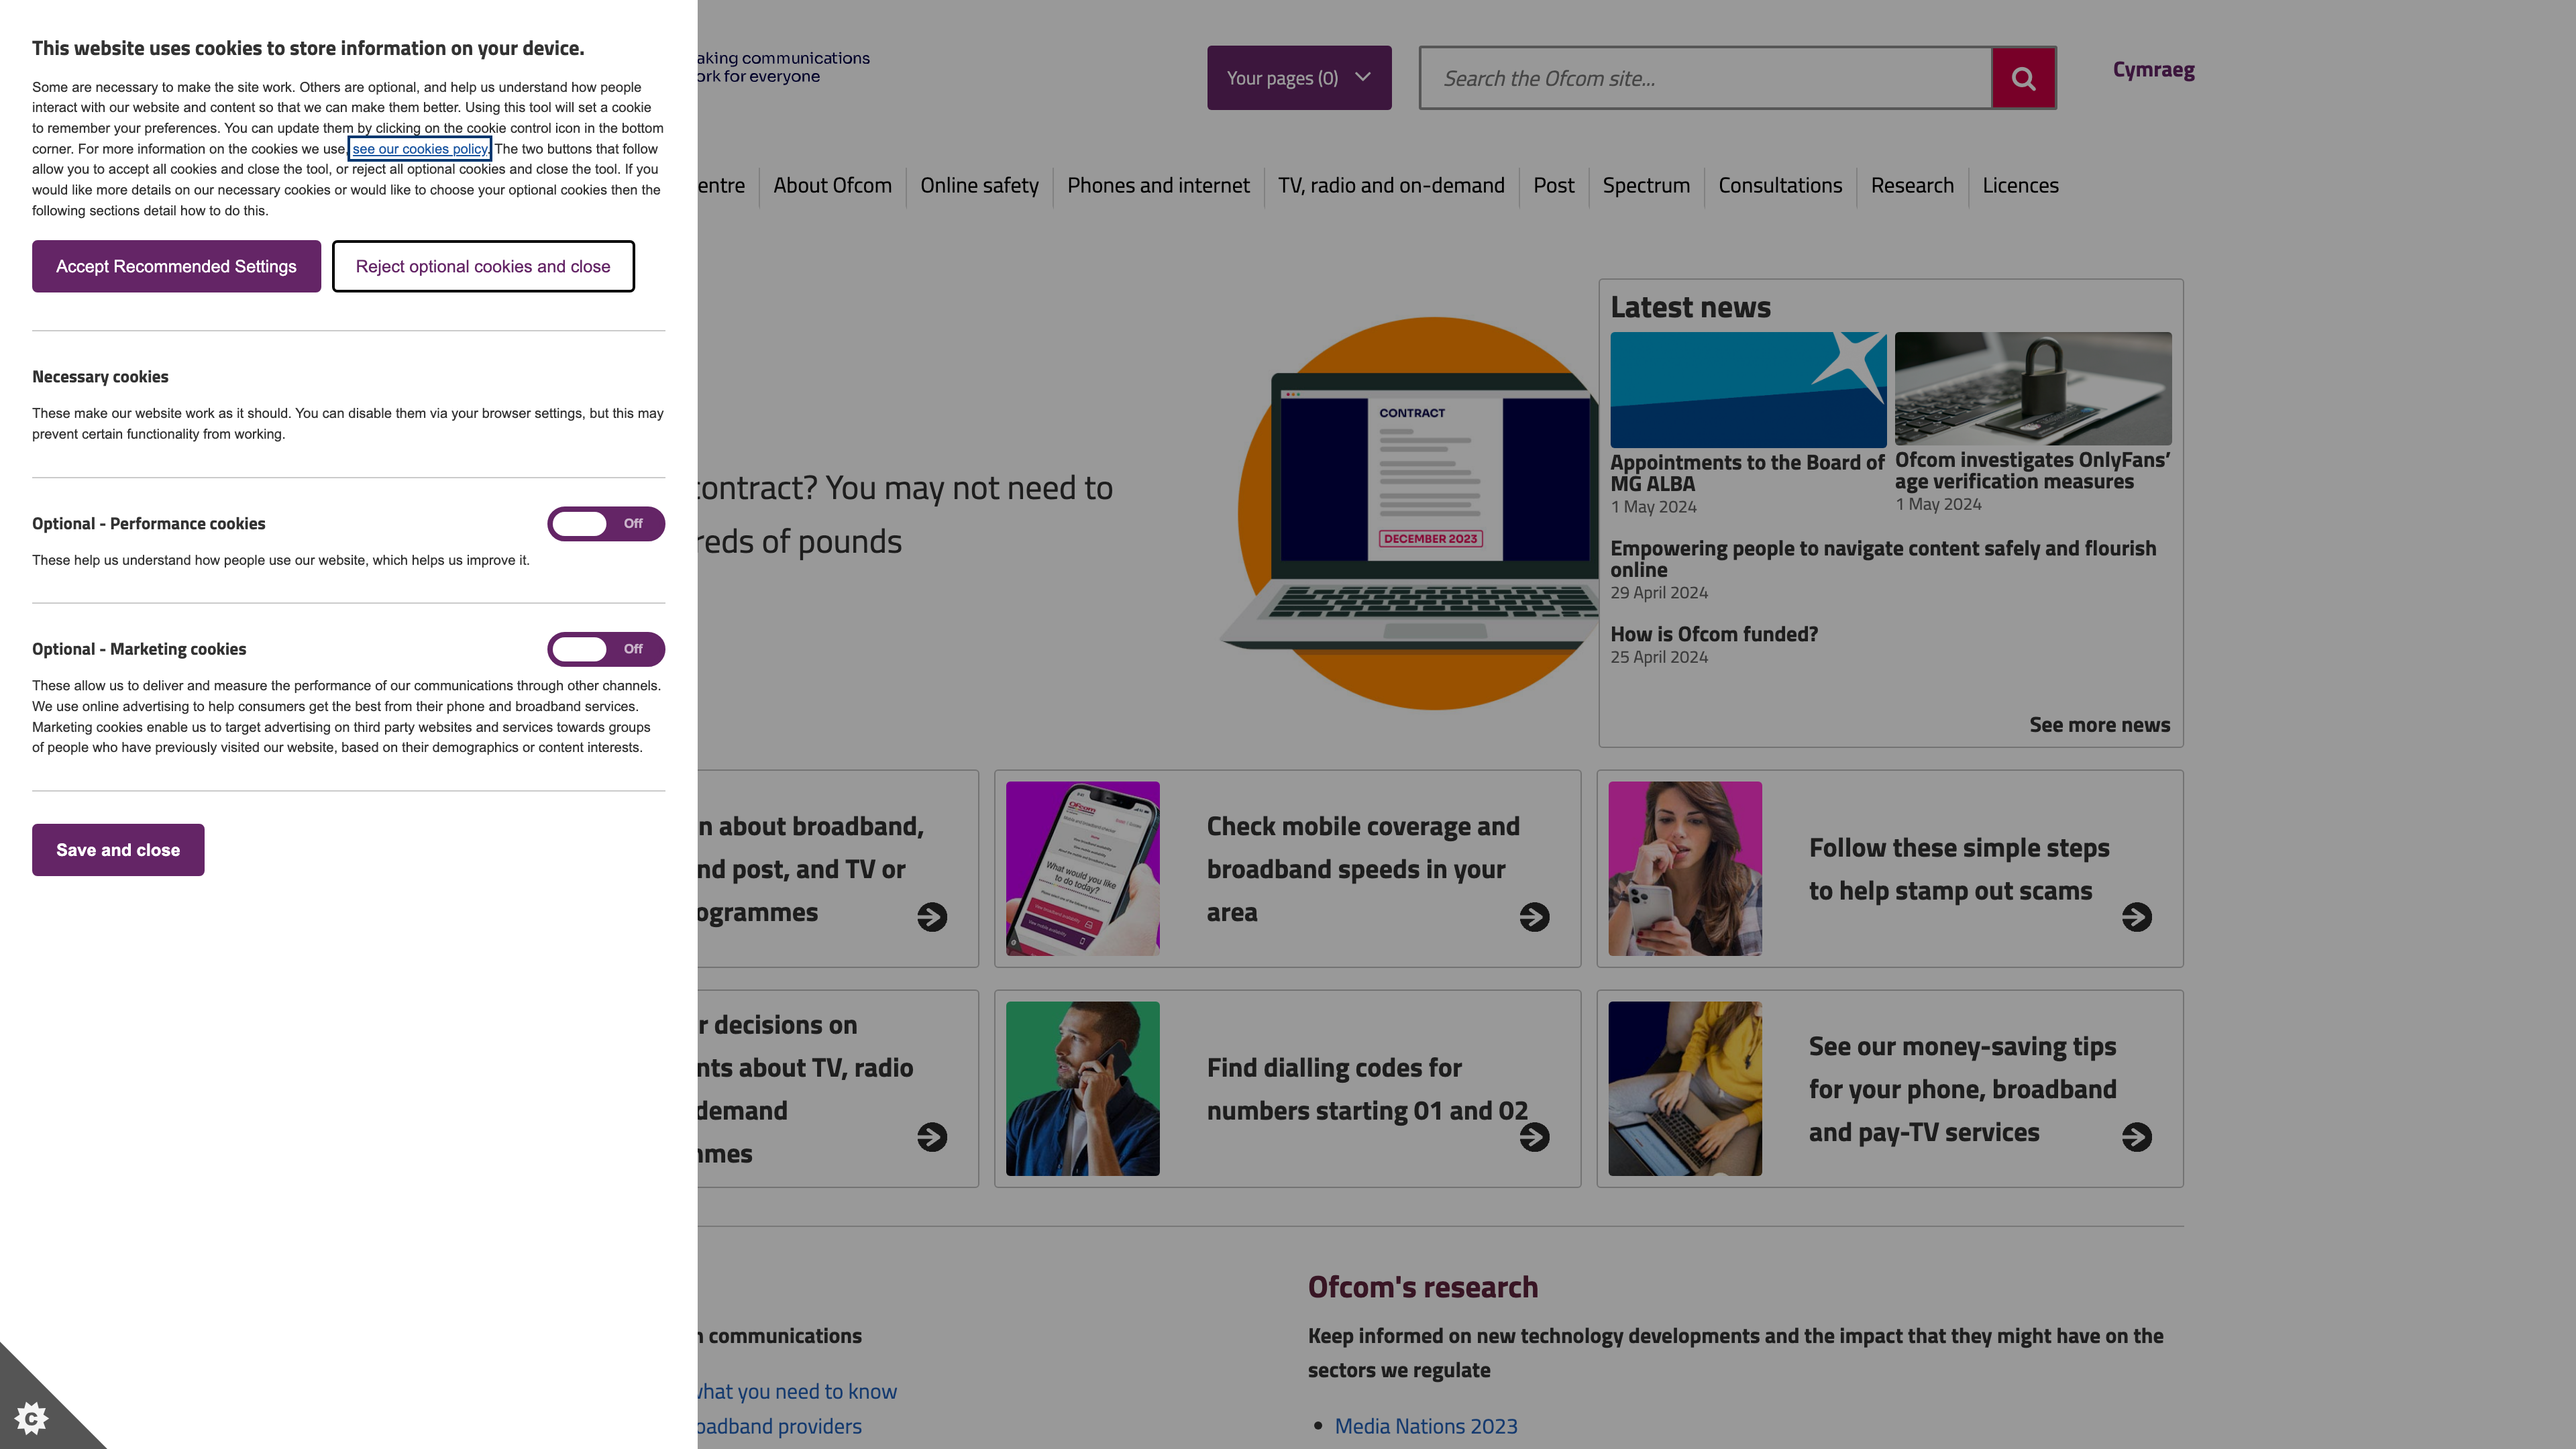 This website uses cookies to store information on your device.
Some are necessary to make the site work. Others are optional, and help us understand how people
interact with our website and content so that we can make them better. Using this tool will set a cookie
to remember your preferences. You can update them by clicking on the cookie control icon in the bottom
corner. For more information on the cookies we use, see our cookies policy. The two buttons that follow
allow you to accept all cookies and close the tool, or reject all optional cookies and close the tool. If you
would like more details on our necessary cookies or would like to choose your optional cookies then the
following sections detail how to do this.
Accept Recommended Settings
Reject optional cookies and close
Necessary cookies
These make our website work as it should. You can disable them via your browser settings, but this may
prevent certain functionality from working.
Optional - Performance cookies
Off
These help us understand how people use our website, which helps us improve it.
Optional - Marketing cookies
Off
These allow us to deliver and measure the performance of our communications through other channels.
We use online advertising to help consumers get the best from their phone and broadband services.
Marketing cookies enable us to target advertising on third party websites and services towards groups
of people who have previously visited our website, based on their demographics or content interests.
Save and close
C
aking communications
ork for everyone
Your pages (0)
Search the Ofcom site...
Cymraeg
entre
About Ofcom
Online safety
Phones and internet
TV, radio and on-demand
Post
Spectrum
Consultations
Research
Licences
contract? You may not need to
reds of pounds
CONTRACT
DECEMBER 2023
Latest news
Appointments to the Board of
MG ALBA
1 May 2024
Ofcom investigates OnlyFans’
age verification measures
1 May 2024
Empowering people to navigate content safely and flourish
online
29 April 2024
How is Ofcom funded?
25 April 2024
See more news
n about broadband,
nd post, and TV or
ogrammes
Ofcom
What would you like
to do today?
Check mobile coverage and
broadband speeds in your
area
Follow these simple steps
to help stamp out scams
r decisions on
nts about TV, radio
demand
mmes
Find dialling codes for
numbers starting 01 and 02
See our money-saving tips
for your phone, broadband
and pay-TV services
n communications
what you need to know
oadband providers
Ofcom's research
Keep informed on new technology developments and the impact that they might have on the
sectors we regulate
Media Nations 2023